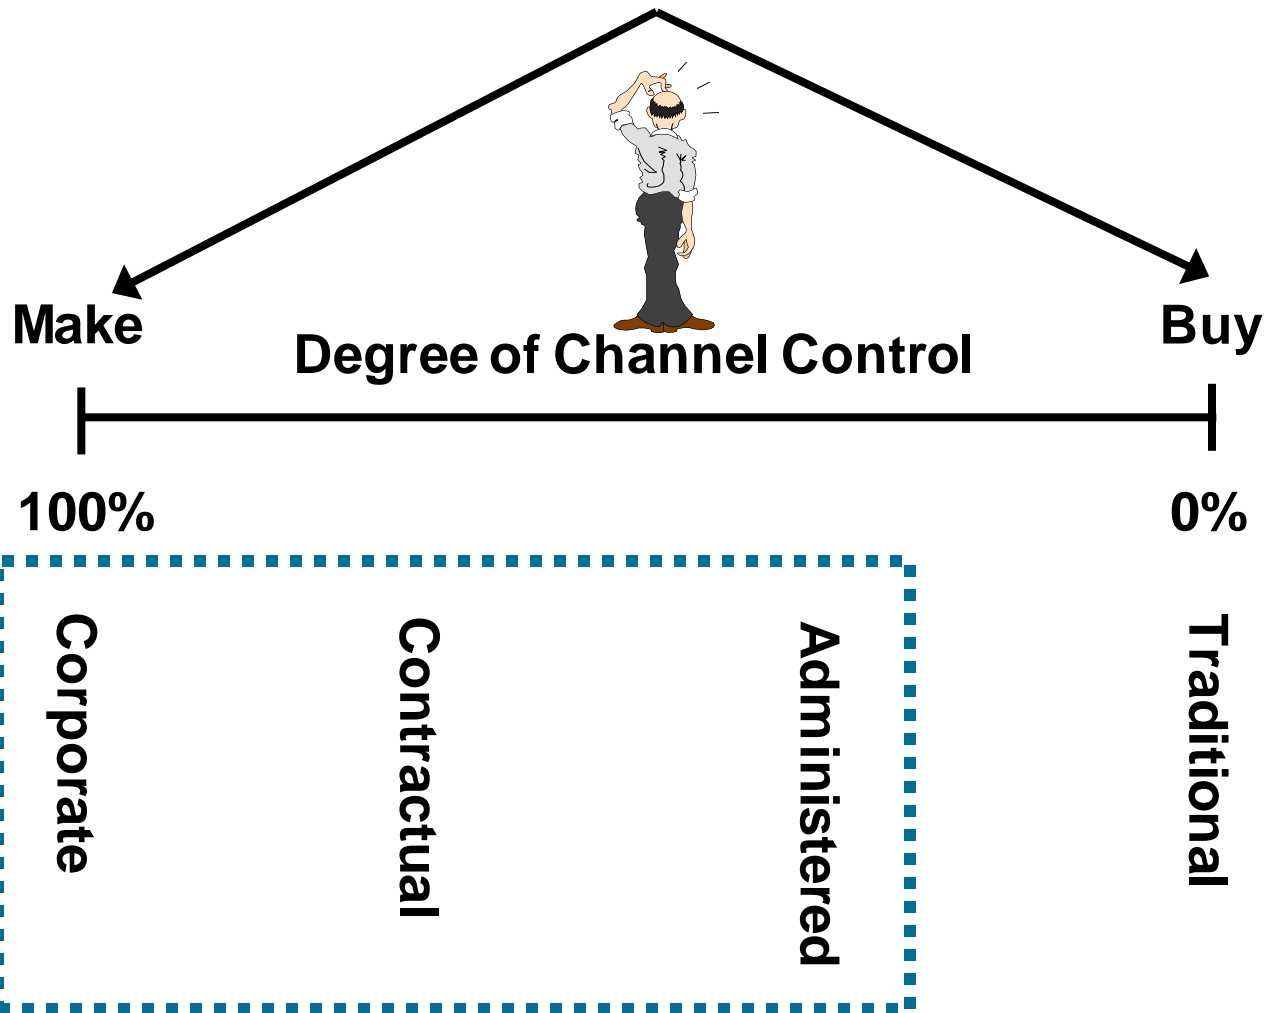 Make
Buy
Degree of Channel Control
100%
0%
Corporate
Contractual
Administered
Traditional